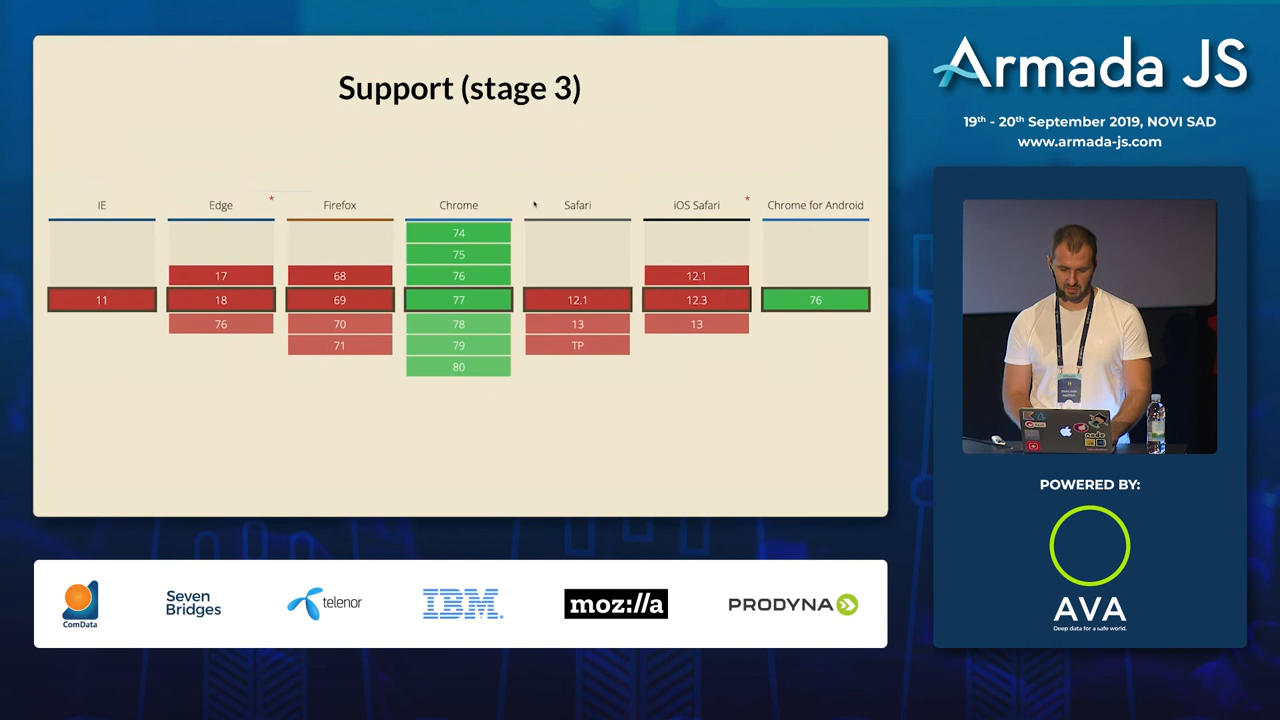 Support (stage 3)
IE
Edge
*
Firefox
Chrome
Safari
iOS Safari
*
Chrome for Android
74
75
17
68
76
12.1
11
18
69
77
12.1
12.3
76
76
70
78
13
13
71
79
TP
80
Armada JS
19th - 20th September 2019, NOVI SAD
www.armada-js.com
node
POWERED BY:
AVA
Deep data for a safe world.
ComData
Seven
Bridges
telenor
IBM
moz://a
PRODYNA